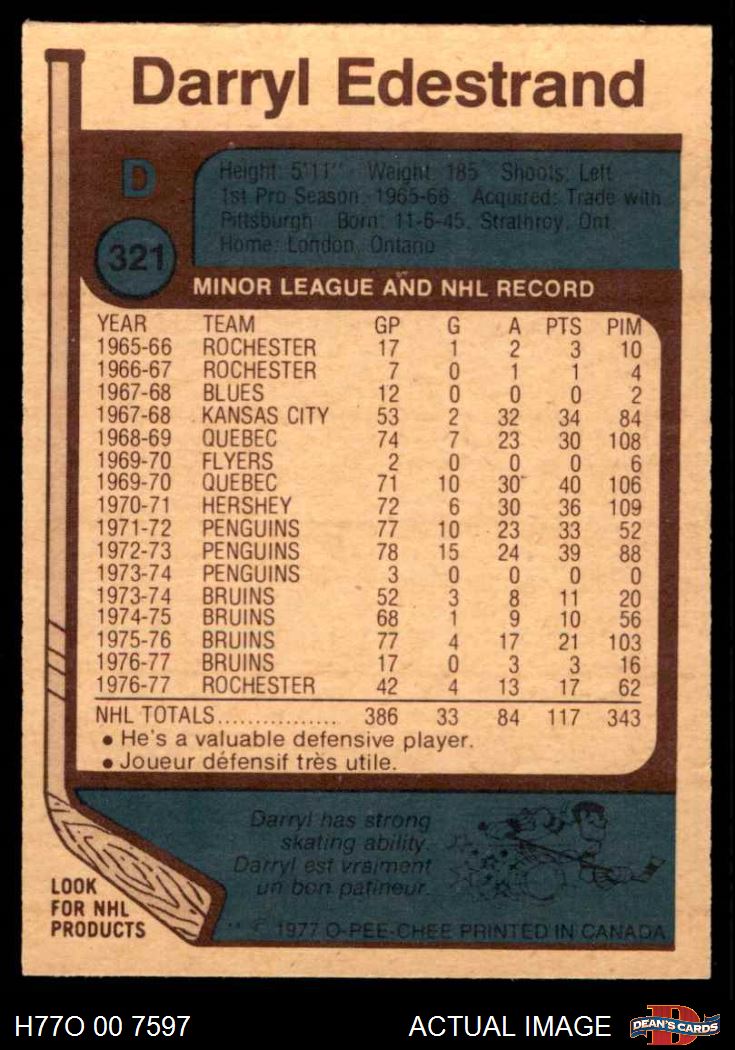 Darryl Edestrand
D
Height: 5'11" Weight: 185 Shoots: Left
1st Pro Season: 1965-66 Acquired: Trade with
Pittsburgh Born: 11-6-45, Strathroy, Ont.
Home: London, Ontario
321
MINOR LEAGUE AND NHL RECORD
YEAR TEAM GP G A PTS PIM
1965-66 ROCHESTER 17 1 2 3 10
1966-67 ROCHESTER 7 0 1 1 4
1967-68 BLUES 12 0 0 0 2
1967-68 KANSAS CITY 53 2 32 34 84
1968-69 QUEBEC 74 7 23 30 108
1969-70 FLYERS 2 0 0 0 6
1969-70 QUEBEC 71 10 30 40 106
1970-71 HERSHEY 72 6 30 36 109
1971-72 PENGUINS 77 10 23 33 52
1972-73 PENGUINS 78 15 24 39 88
1973-74 PENGUINS 3 0 0 0 0
1973-74 BRUINS 52 3 8 11 20
1974-75 BRUINS 68 1 9 10 56
1975-76 BRUINS 77 4 17 21 103
1976-77 BRUINS 17 0 3 3 16
1976-77 ROCHESTER 42 4 13 17 62
NHL TOTALS................ 386 33 84 117 343
• He's a valuable defensive player.
• Joueur défensif très utile.
Darryl has strong
skating ability.
Darryl est vraiment
un bon patineur.
LOOK
FOR NHL
PRODUCTS
** © 1977 O-PEE-CHEE PRINTED IN CANADA
H77O 00 7597
ACTUAL IMAGE
DEAN'S CARDS